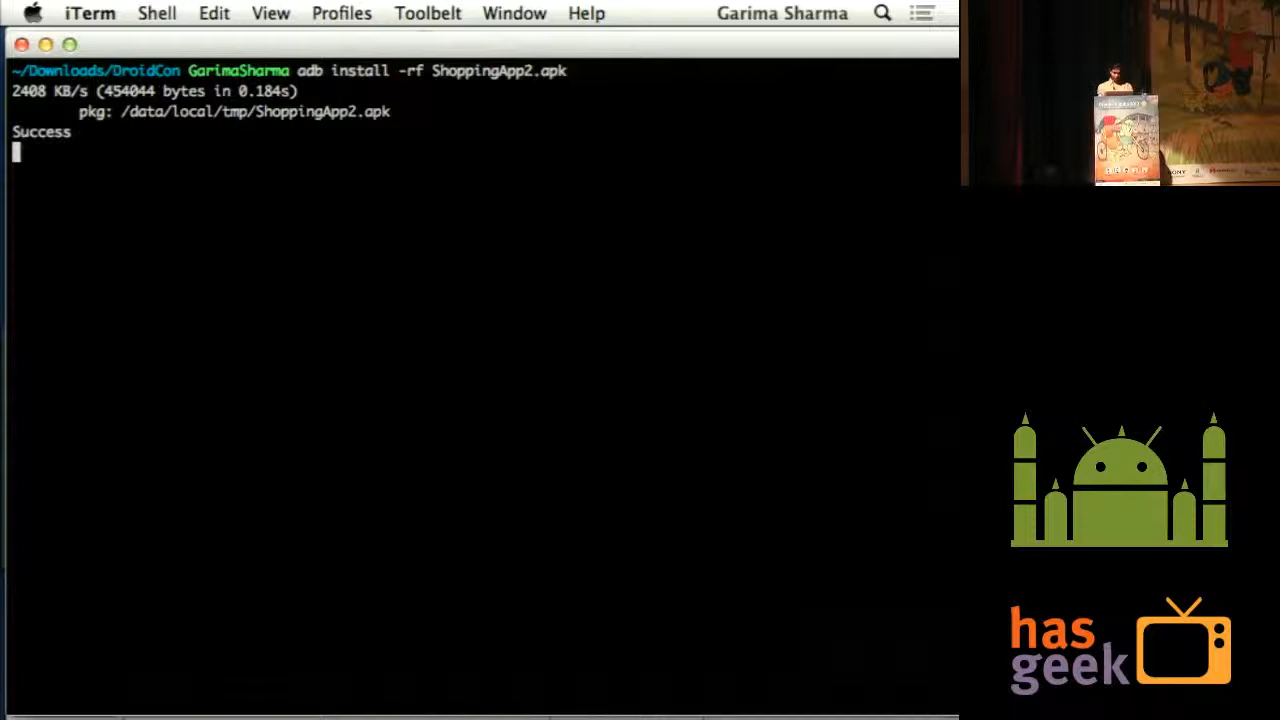 iTerm Shell Edit View Profiles Toolbelt Window Help Garima Sharma
~/Downloads/DroidCon GarimaSharma adb install -rf ShoppingApp2.apk
2408 KB/s (454044 bytes in 0.184s)
pkg: /data/local/tmp/ShoppingApp2.apk
Success
SONY
has
geek